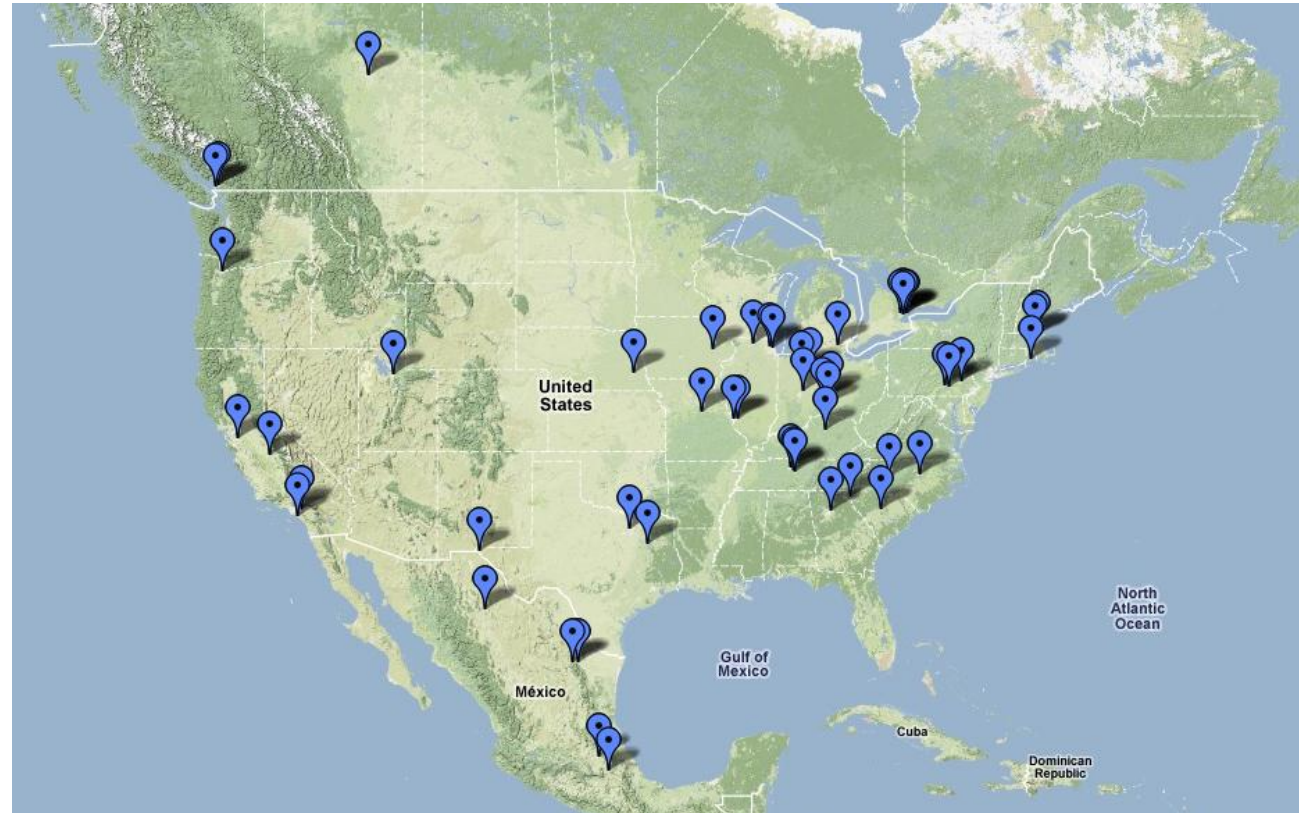 United
States
North
Atlantic
Ocean
Gulf of
Mexico
México
Cuba
Dominican
Republic